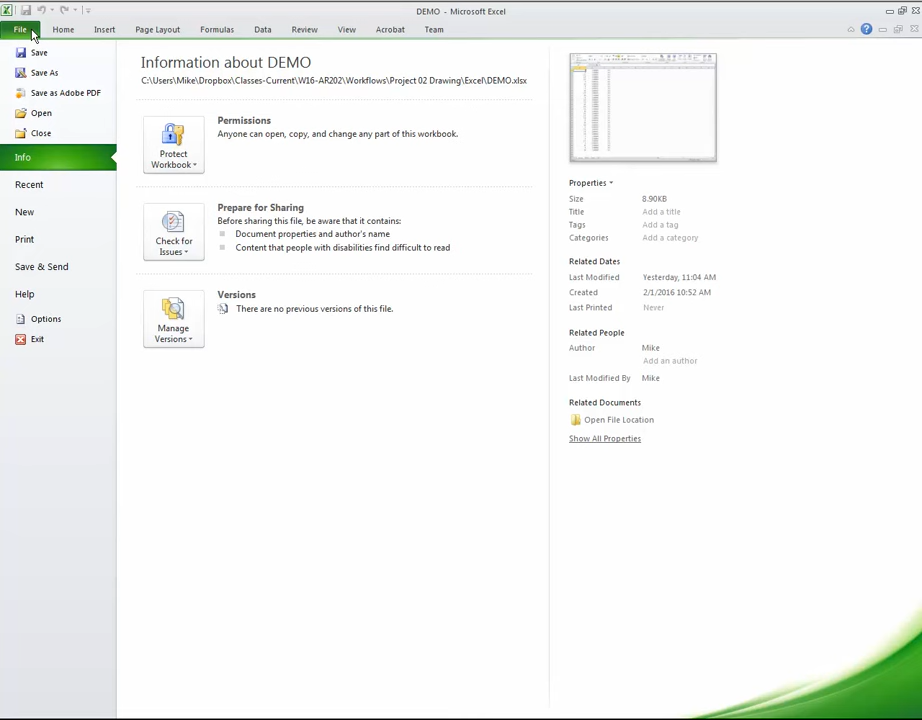 DEMO - Microsoft Excel
File Home Insert Page Layout Formulas Data Review View Acrobat Team
Save
Save As
Save as Adobe PDF
Open
Close
Info
Recent
New
Print
Save & Send
Help
Options
Exit
Information about DEMO
C:\Users\Mike\Dropbox\Classes-Current\W16-AR202\Workflows\Project 02 Drawing\Excel\DEMO.xlsx
Protect
Workbook
Permissions
Anyone can open, copy, and change any part of this workbook.
Check for
Issues
Prepare for Sharing
Before sharing this file, be aware that it contains:
Document properties and author's name
Content that people with disabilities find difficult to read
Manage
Versions
Versions
There are no previous versions of this file.
Properties
Size 8.90KB
Title Add a title
Tags Add a tag
Categories Add a category
Related Dates
Last Modified Yesterday, 11:04 AM
Created 2/1/2016 10:52 AM
Last Printed Never
Related People
Author Mike
Add an author
Last Modified By Mike
Related Documents
Open File Location
Show All Properties